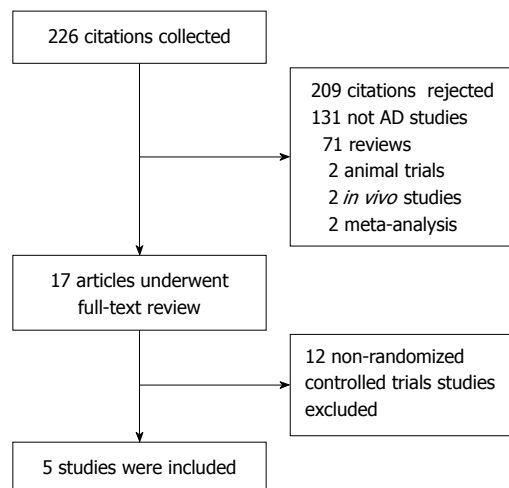 226 citations collected
209 citations rejected
131 not AD studies
71 reviews
2 animal trials
2 in vivo studies
2 meta-analysis
17 articles underwent
full-text review
12 non-randomized
controlled trials studies
excluded
5 studies were included